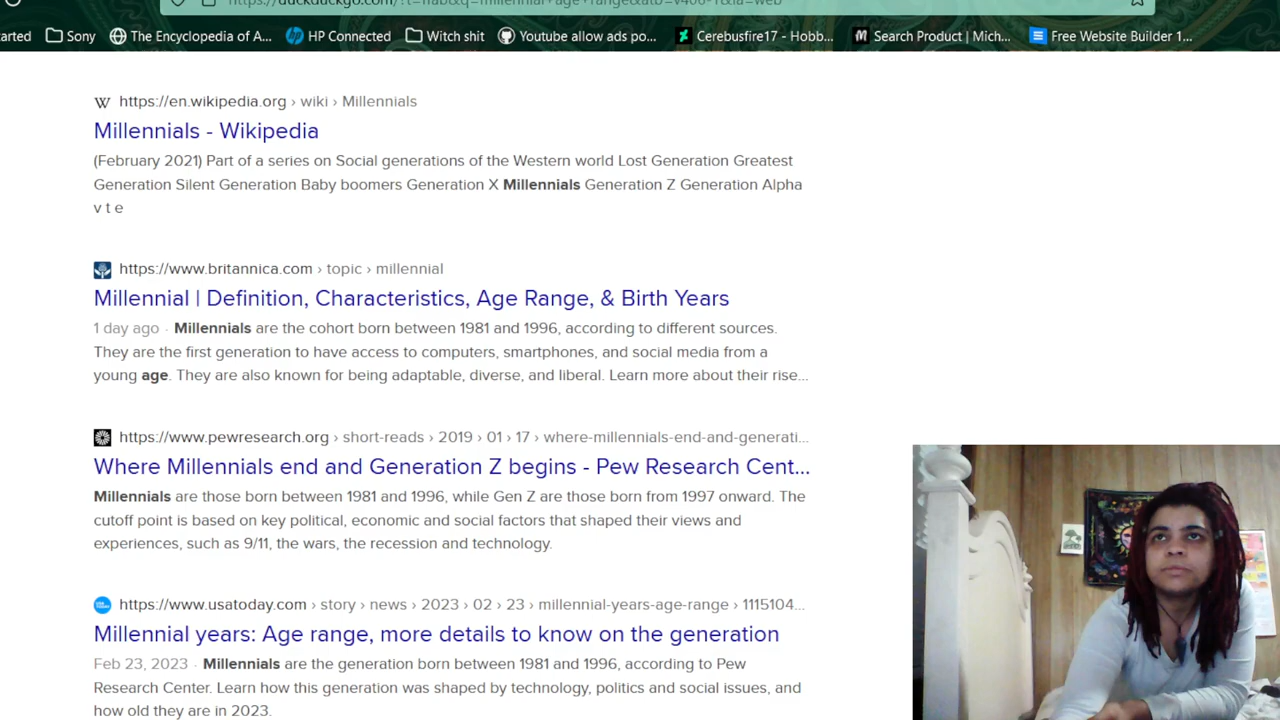 https://duckduckgo.com/?t=ffab&q=millennial+age+range&atb=v406-1&ia=web
arted Sony The Encyclopedia of A... HP Connected Witch shit Youtube allow ads po... Cerebusfire17 - Hobb... Search Product | Mich... Free Website Builder 1...
https://en.wikipedia.org › wiki › Millennials
Millennials - Wikipedia
(February 2021) Part of a series on Social generations of the Western world Lost Generation Greatest
Generation Silent Generation Baby boomers Generation X Millennials Generation Z Generation Alpha
v t e
https://www.britannica.com › topic › millennial
Millennial | Definition, Characteristics, Age Range, & Birth Years
1 day ago · Millennials are the cohort born between 1981 and 1996, according to different sources.
They are the first generation to have access to computers, smartphones, and social media from a
young age. They are also known for being adaptable, diverse, and liberal. Learn more about their rise...
https://www.pewresearch.org › short-reads › 2019 › 01 › 17 › where-millennials-end-and-generati...
Where Millennials end and Generation Z begins - Pew Research Cent...
Millennials are those born between 1981 and 1996, while Gen Z are those born from 1997 onward. The
cutoff point is based on key political, economic and social factors that shaped their views and
experiences, such as 9/11, the wars, the recession and technology.
https://www.usatoday.com › story › news › 2023 › 02 › 23 › millennial-years-age-range › 1115104...
Millennial years: Age range, more details to know on the generation
Feb 23, 2023 · Millennials are the generation born between 1981 and 1996, according to Pew
Research Center. Learn how this generation was shaped by technology, politics and social issues, and
how old they are in 2023.